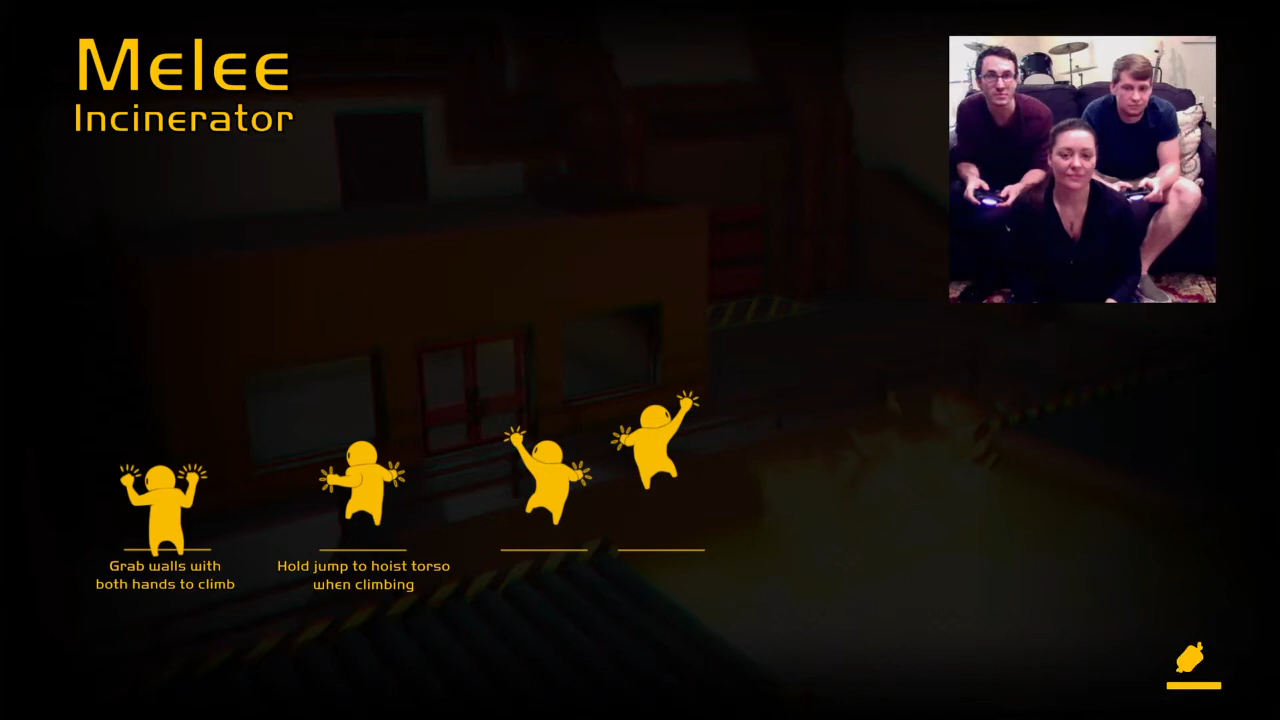 Melee
Incinerator
Grab walls with
both hands to climb
Hold jump to hoist torso
when climbing